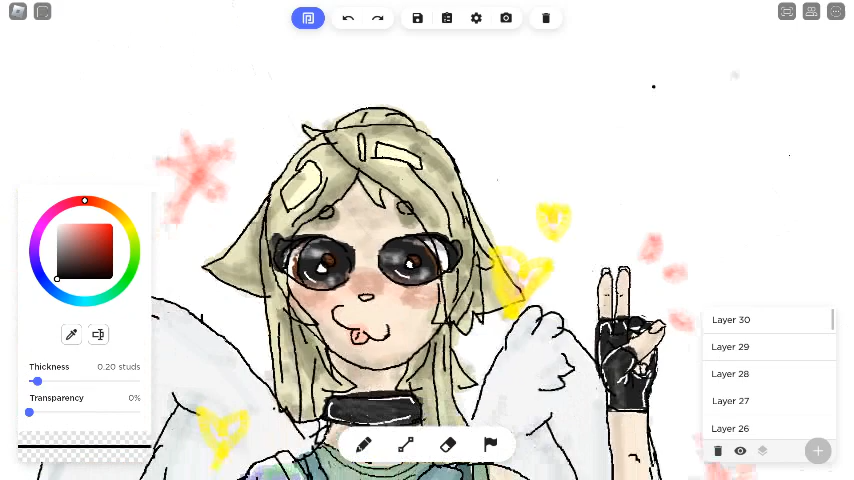 Layer 30
Layer 29
Layer 28
Layer 27
Layer 26
Thickness
0.20 studs
Transparency
0%